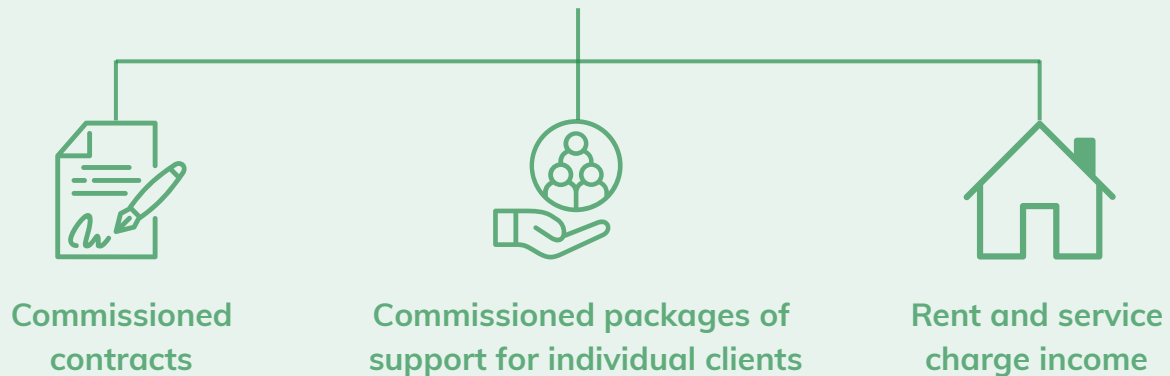 Commissioned
contracts
Commissioned packages of
support for individual clients
Rent and service
charge income